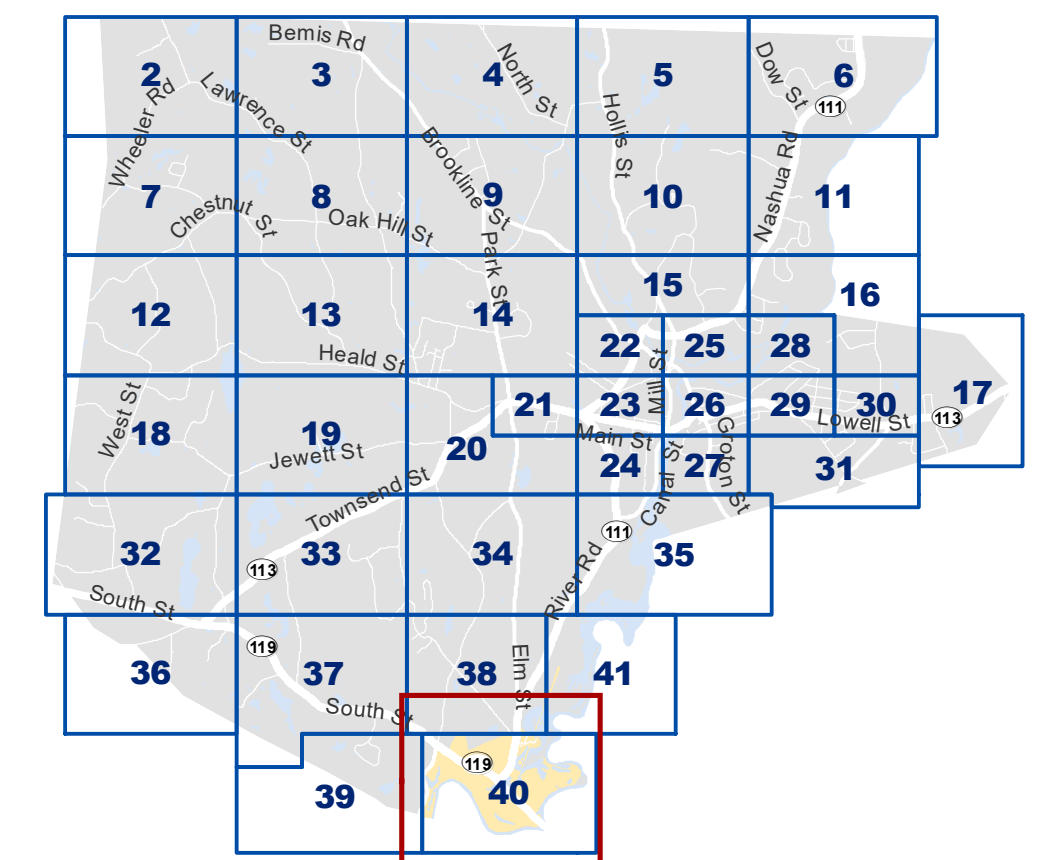 Bemis Rd
North St
Dow St
2
3
4
5
6
111
Wheeler Rd
Lawrence St
Hollis St
Brookline St
Nashua Rd
7
8
9
10
11
Chestnut St
Oak Hill St
Park St
12
13
14
15
16
Heald St
22
25
28
Mill St
17
113
West St
18
19
20
21
23
26
29
30
Lowell St
Jewett St
Main St
24
27
Groton St
31
Townsend St
Canal St
111
32
33
34
35
113
River Rd
South St
119
36
37
38
41
Elm St
South St
119
39
40